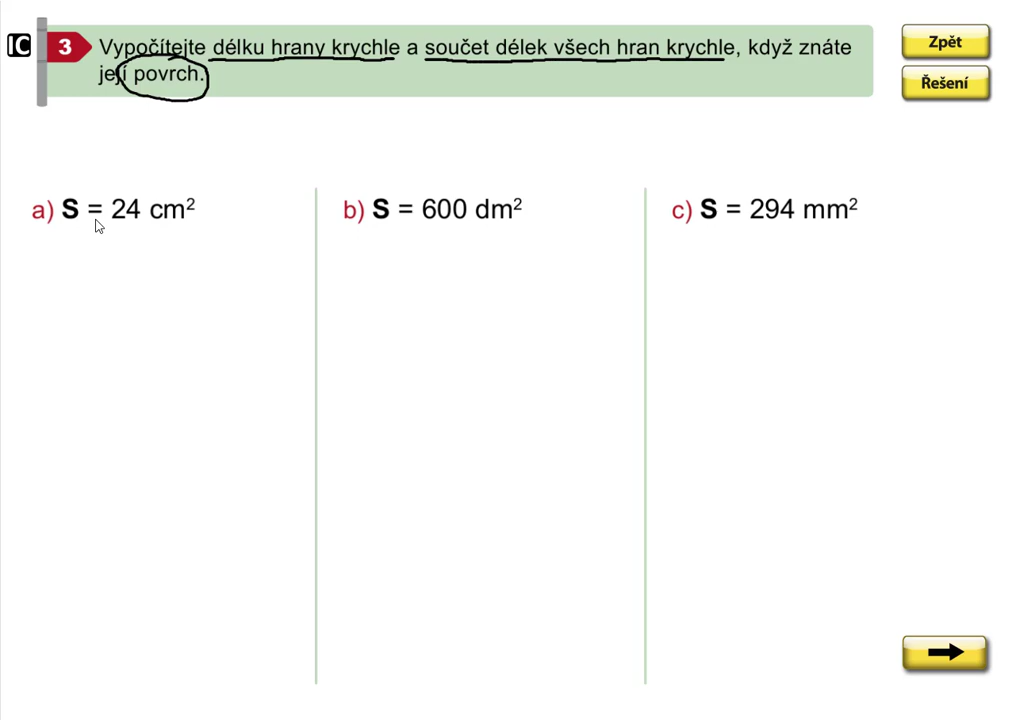 IC
3
Vypočítejte délku hrany krychle a součet délek všech hran krychle, když znáte
její povrch.
Zpět
Řešení
a) S = 24 cm²
b) S = 600 dm²
c) S = 294 mm²